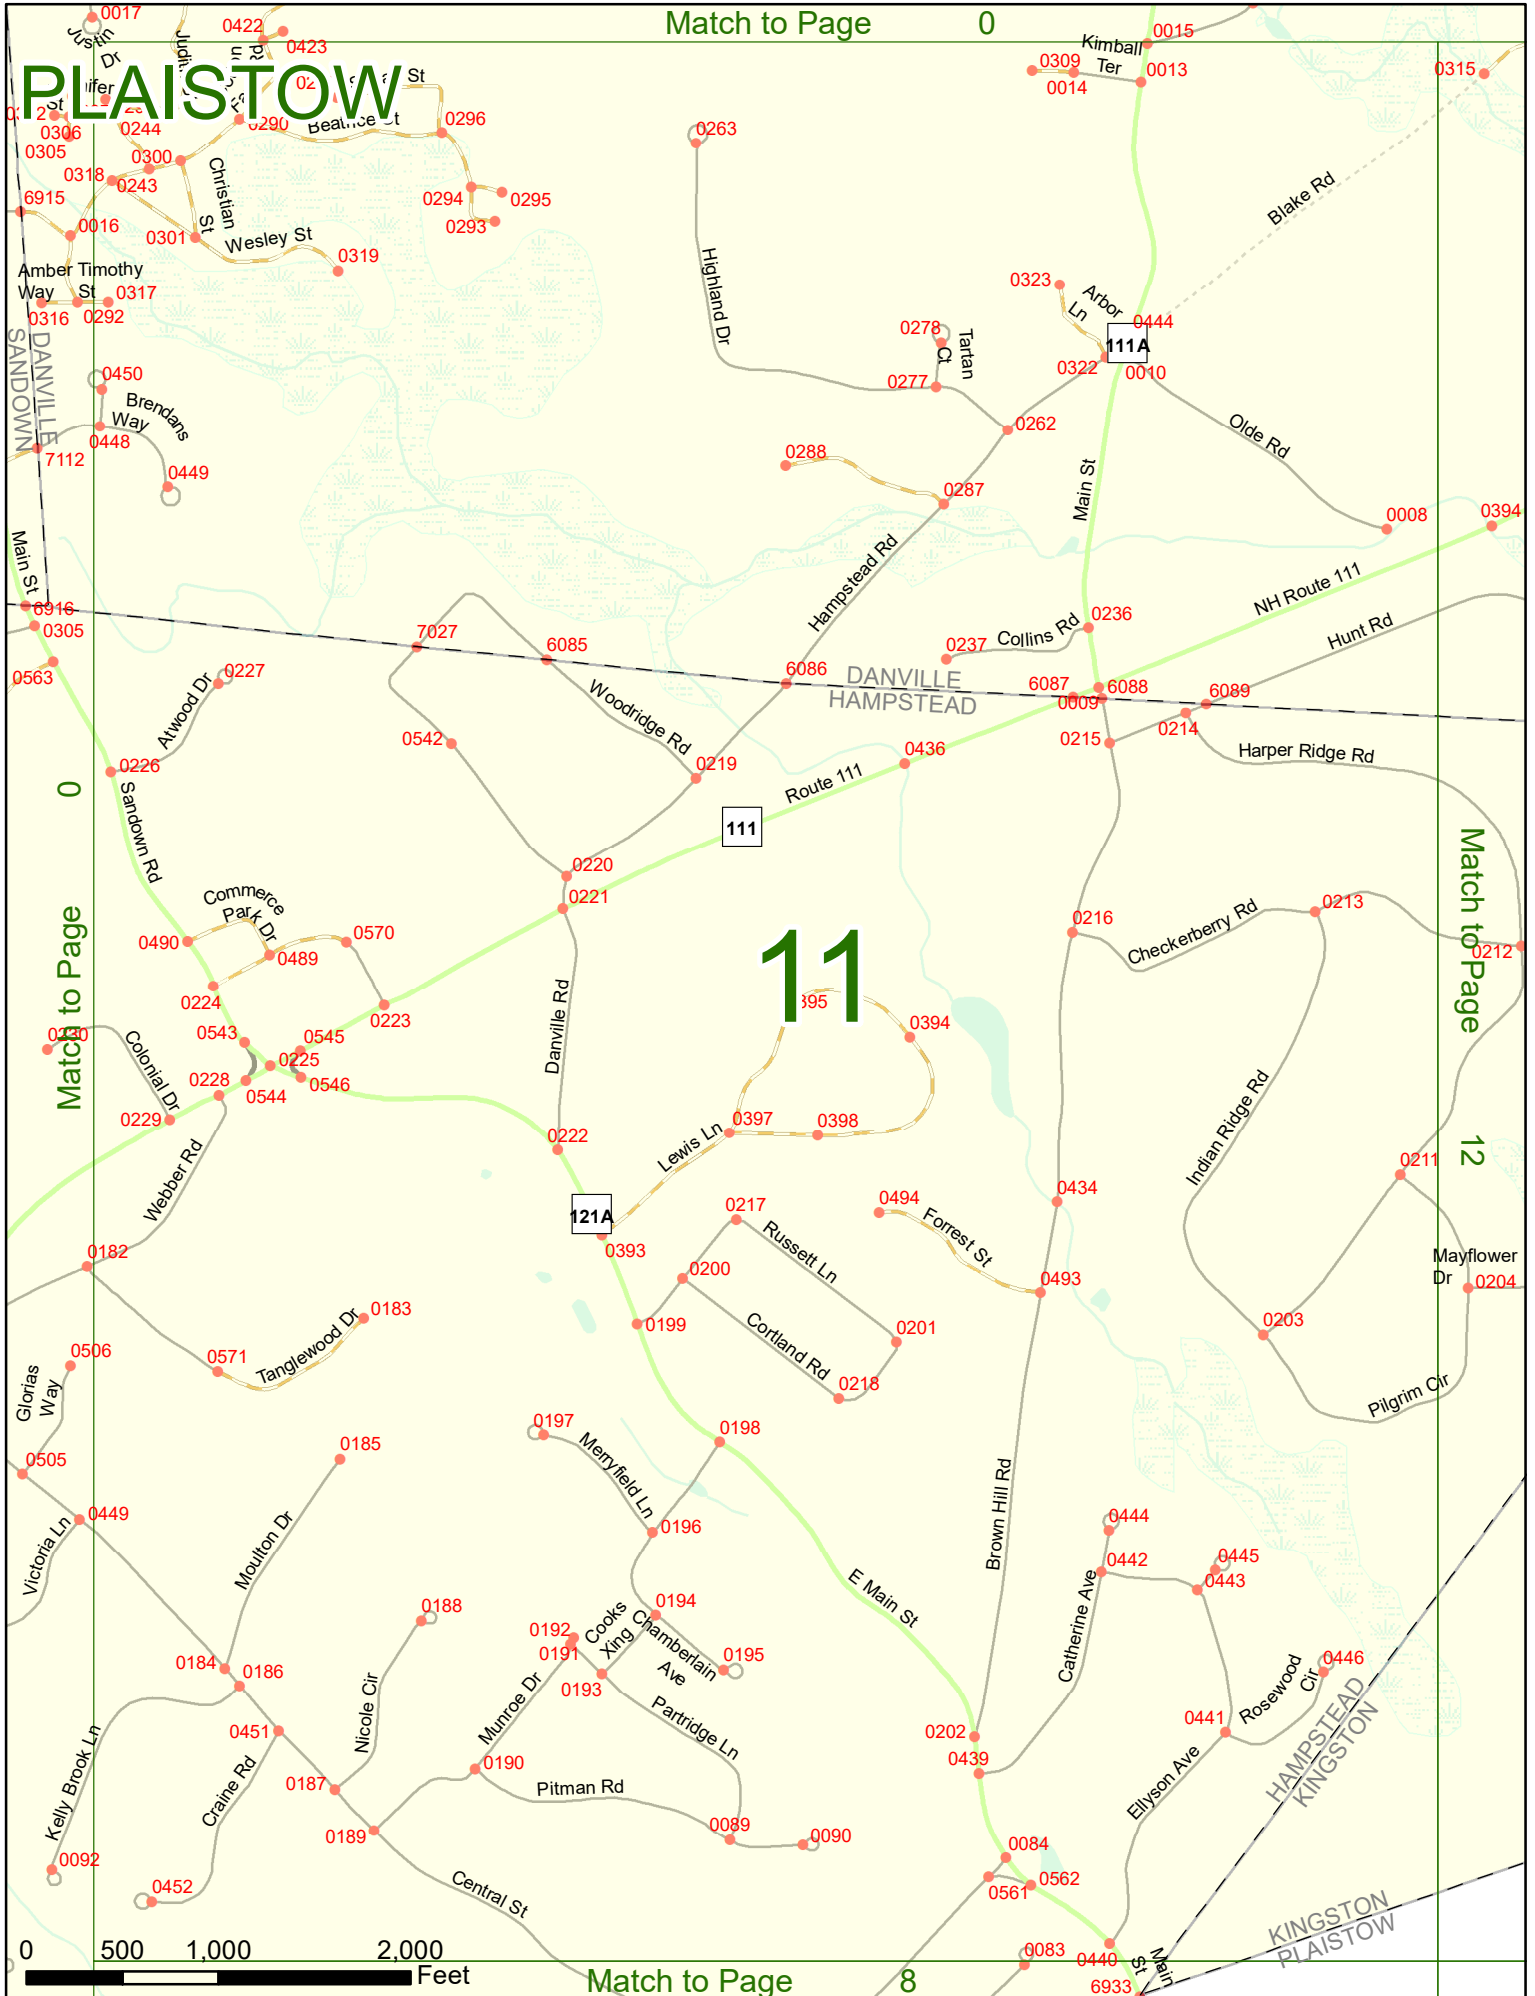 Match to Page 0
PLAISTOW
0017
Justin
Dr
0422
0423
0296
Beatrice St
0290
0244
0306
0305
0300
0318
0243
Christian
St
0294
0295
0293
6915
0016
0301
Wesley St
0319
Amber Timothy
Way St
0317
0316
0292
SANDOWN
DANVILLE
0450
Brendans
Way
0448
7112
0449
0015
Kimball
Ter
0309
0014
0013
0315
0263
Blake Rd
Highland Dr
0323
Arbor
Ln
0444
111A
0322
0010
0278
Tartan
Ct
0277
0262
Olde Rd
0288
0287
Main St
0008
0394
Hampstead Rd
NH Route 111
Hunt Rd
Main St
6916
0305
0563
0227
Atwood Dr
0226
Sandown Rd
7027
6085
6086
Woodridge Rd
0542
0219
0237
Collins Rd
0236
DANVILLE
HAMPSTEAD
6087
6088
0009
6089
0214
0215
Harper Ridge Rd
0436
Route 111
111
0
Match to Page
0220
0221
Commerce
Park Dr
0490
0489
0570
0224
0223
0543
0545
0225
0546
0544
0228
0230
Colonial Dr
0229
Webber Rd
Danville Rd
0222
11
0394
0397
0398
Lewis Ln
0216
Checkerberry Rd
0213
0212
Match to Page
12
Indian Ridge Rd
0211
0434
121A
0393
0217
Russett Ln
0200
0199
Cortland Rd
0201
0218
0494
Forrest St
0493
Mayflower
Dr
0204
0203
Pilgrim Cir
0182
0183
Tanglewood Dr
0571
0506
Glorias
Way
0505
0185
Moulton Dr
0449
Victoria Ln
0197
Merryfield Ln
0198
0196
E Main St
Brown Hill Rd
0444
0442
0445
0443
Catherine Ave
0188
Nicole Cir
0192
0191
Cooks
Xing
0194
Chamberlain
Ave
0195
0193
Munroe Dr
Partridge Ln
0184
0186
0451
Kelly Brook Ln
Craine Rd
0187
0190
Pitman Rd
0189
0089
0090
0092
0452
Central St
0202
0439
0441
Rosewood
Cir
0446
Ellyson Ave
HAMPSTEAD
KINGSTON
0084
0562
0561
0083
0440
Main
St
6933
KINGSTON
PLAISTOW
0 500 1,000 2,000
Feet
Match to Page 8